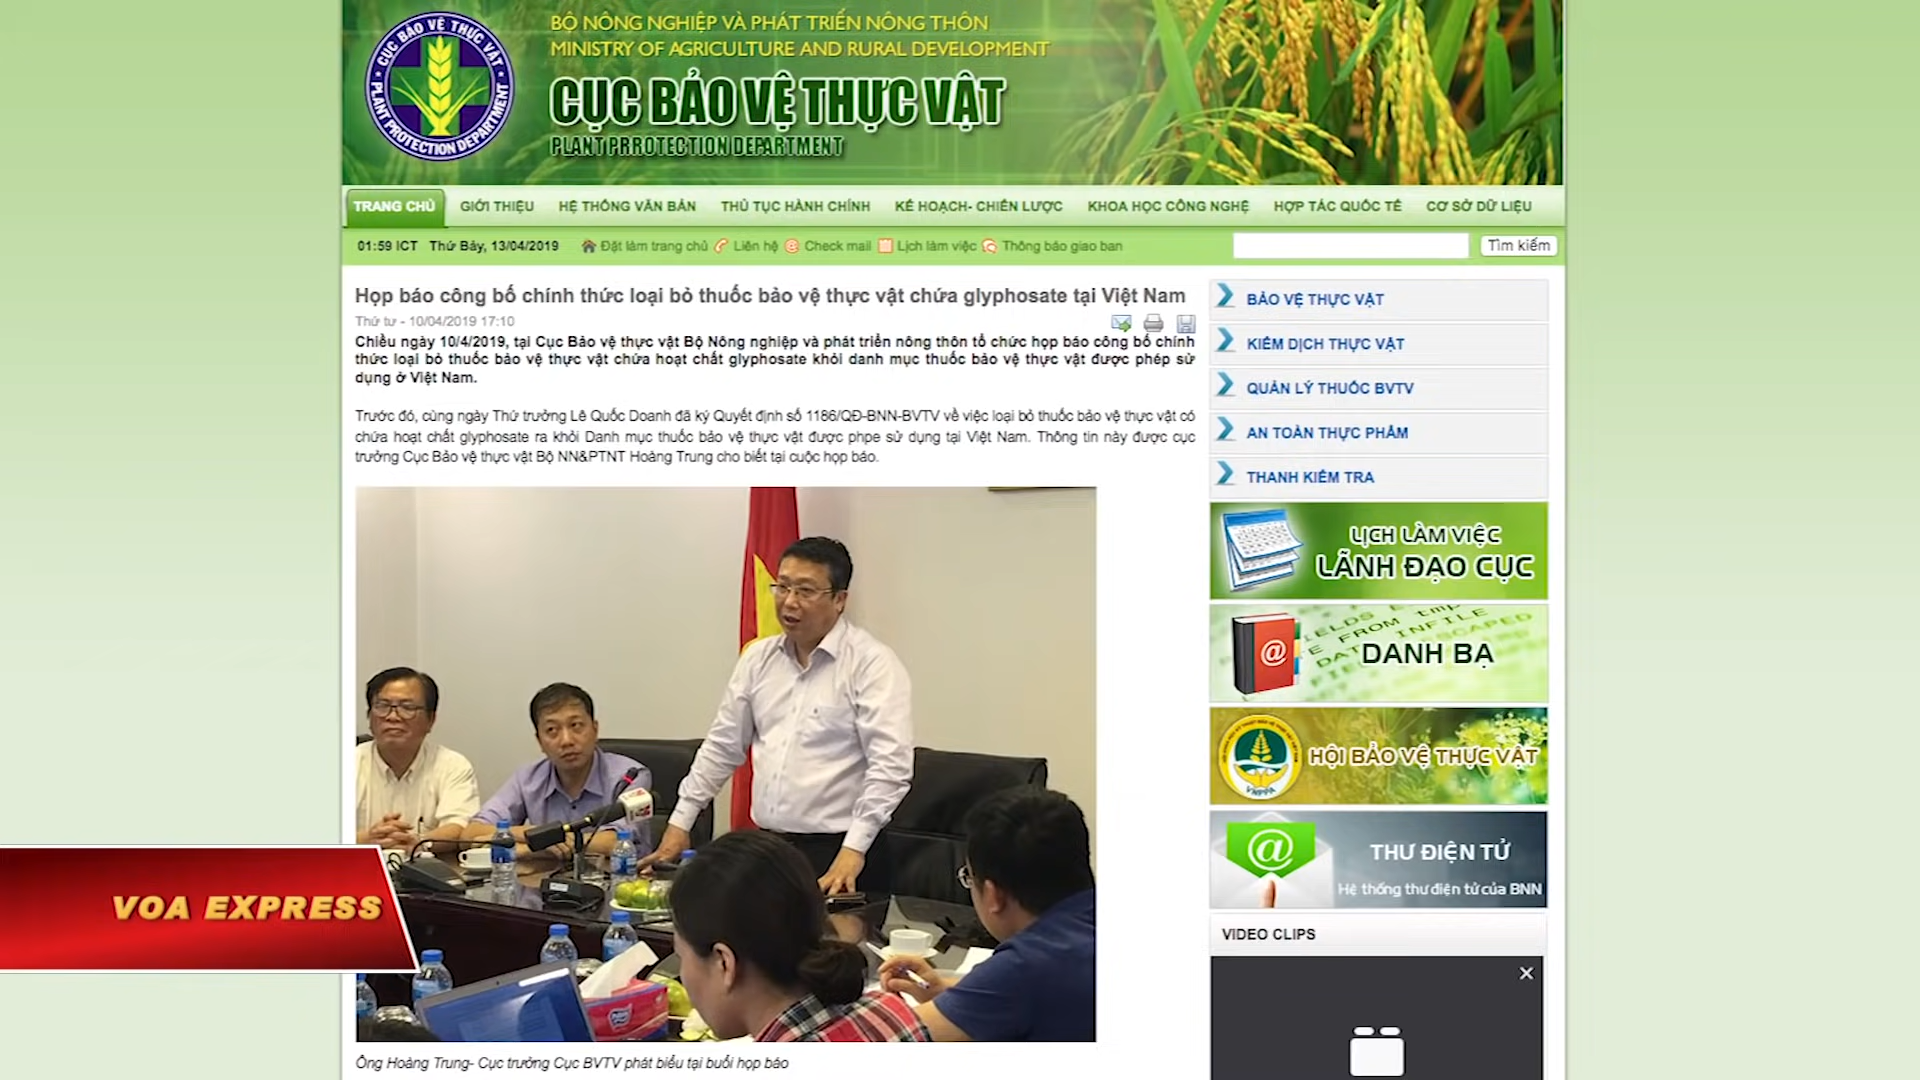 CỤC BẢO VỆ THỰC VẬT
PLANT PROTECTION DEPARTMENT
BỘ NÔNG NGHIỆP VÀ PHÁT TRIỂN NÔNG THÔN
MINISTRY OF AGRICULTURE AND RURAL DEVELOPMENT
CỤC BẢO VỆ THỰC VẬT
PLANT PRROTECTION DEPARTMENT
TRANG CHỦ GIỚI THIỆU HỆ THỐNG VĂN BẢN THỦ TỤC HÀNH CHÍNH KẾ HOẠCH- CHIẾN LƯỢC KHOA HỌC CÔNG NGHỆ HỢP TÁC QUỐC TẾ CƠ SỞ DỮ LIỆU
01:59 ICT Thứ Bảy, 13/04/2019 Đặt làm trang chủ Liên hệ Check mail Lịch làm việc Thông báo giao ban Tìm kiếm
Họp báo công bố chính thức loại bỏ thuốc bảo vệ thực vật chứa glyphosate tại Việt Nam
Thứ tư - 10/04/2019 17:10
Chiều ngày 10/4/2019, tại Cục Bảo vệ thực vật Bộ Nông nghiệp và phát triển nông thôn tổ chức họp báo công bố chính
thức loại bỏ thuốc bảo vệ thực vật chứa hoạt chất glyphosate khỏi danh mục thuốc bảo vệ thực vật được phép sử
dụng ở Việt Nam.
Trước đó, cùng ngày Thứ trưởng Lê Quốc Doanh đã ký Quyết định số 1186/QĐ-BNN-BVTV về việc loại bỏ thuốc bảo vệ thực vật có
chứa hoạt chất glyphosate ra khỏi Danh mục thuốc bảo vệ thực vật được phpe sử dụng tại Việt Nam. Thông tin này được cục
trưởng Cục Bảo vệ thực vật Bộ NN&PTNT Hoàng Trung cho biết tại cuộc họp báo.
Ông Hoàng Trung- Cục trưởng Cục BVTV phát biểu tại buổi họp báo
VOA EXPRESS
BẢO VỆ THỰC VẬT
KIỂM DỊCH THỰC VẬT
QUẢN LÝ THUỐC BVTV
AN TOÀN THỰC PHẨM
THANH KIỂM TRA
LỊCH LÀM VIỆC
LÃNH ĐẠO CỤC
DANH BẠ
HỘI BẢO VỆ THỰC VẬT
VNPPA
THƯ ĐIỆN TỬ
Hệ thống thư điện tử của BNN
VIDEO CLIPS